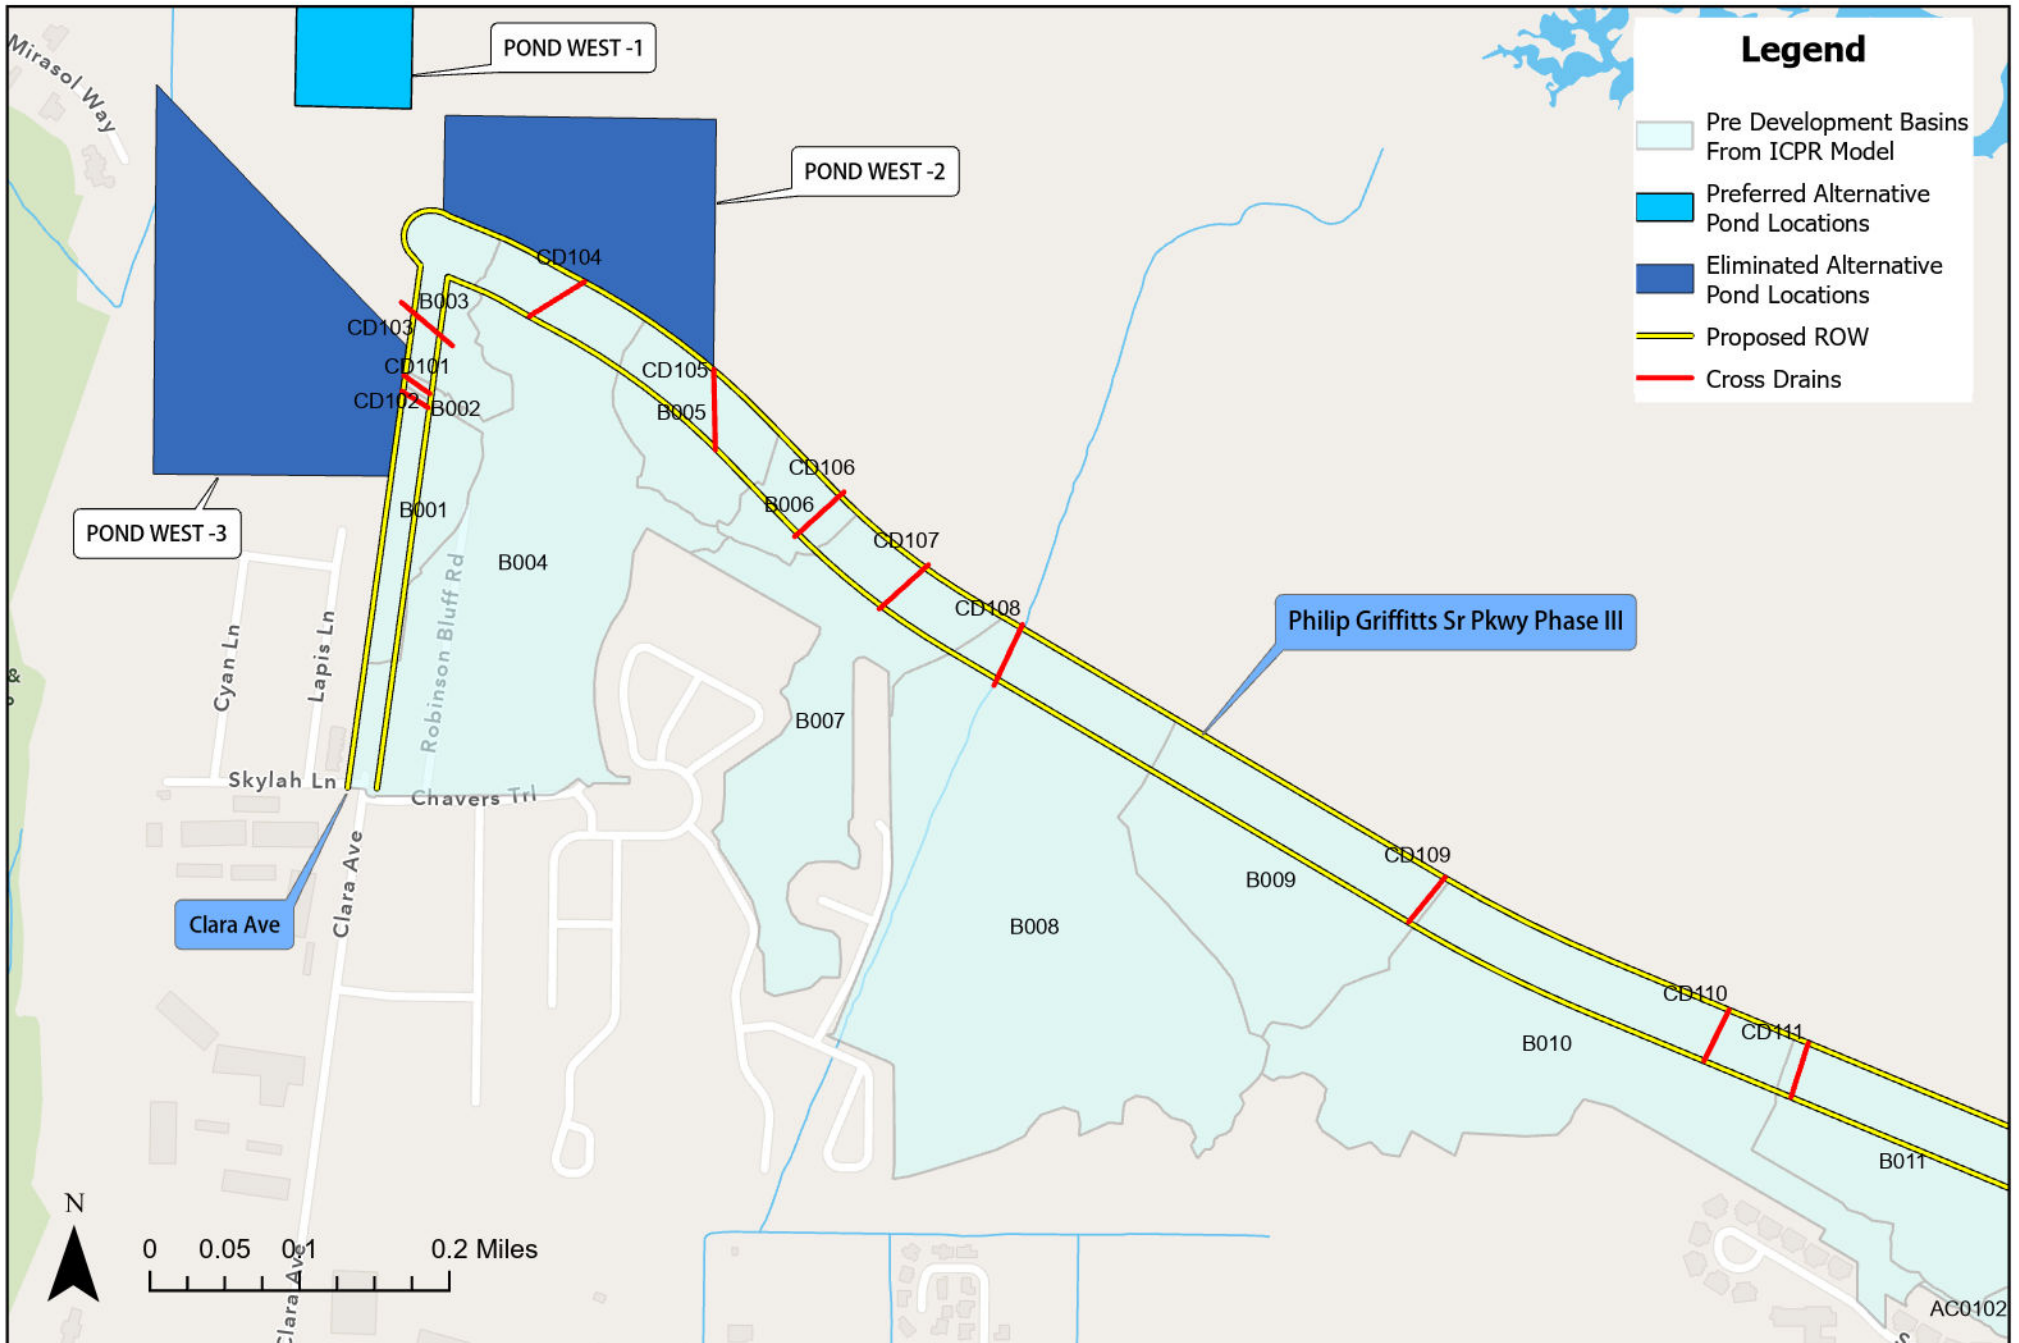 Mirasol Way
POND WEST -1
POND WEST -2
Legend
Pre Development Basins
From ICPR Model
Preferred Alternative
Pond Locations
Eliminated Alternative
Pond Locations
Proposed ROW
Cross Drains
CD104
B003
CD103
CD101
CD102
B002
CD105
B005
CD106
B006
POND WEST -3
B001
B004
CD107
CD108
Philip Griffitts Sr Pkwy Phase III
Cyan Ln
Lapis Ln
Robinson Bluff Rd
&
B007
Skylah Ln
Chavers Trl
Clara Ave
Clara Ave
B008
B009
CD109
CD110
CD111
B010
B011
N
0 0.05 0.1 0.2 Miles
Clara Ave
AC0102